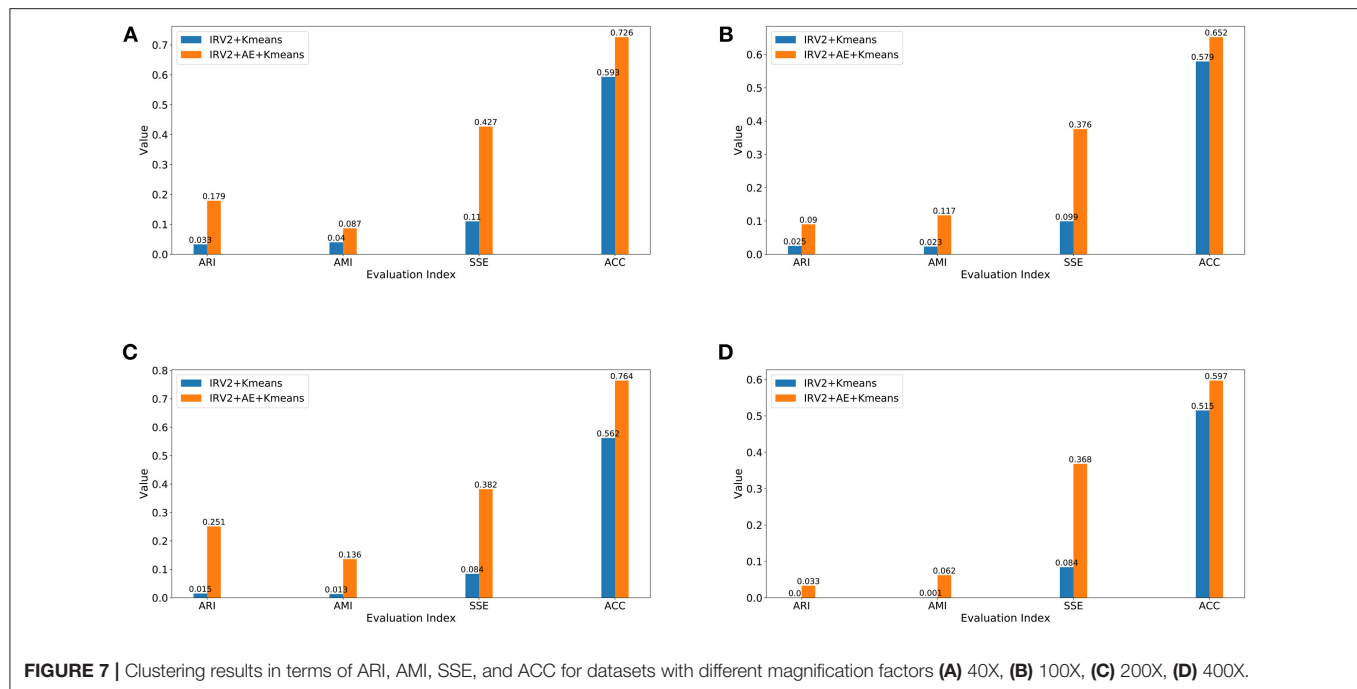 A
IRV2+Kmeans
IRV2+AE+Kmeans
Value
0.7
0.6
0.5
0.4
0.3
0.2
0.1
0.0
0.033
0.179
0.04
0.087
0.11
0.427
0.593
0.726
ARI AMI SSE ACC
Evaluation Index
B
IRV2+Kmeans
IRV2+AE+Kmeans
Value
0.6
0.5
0.4
0.3
0.2
0.1
0.0
0.025
0.09
0.023
0.117
0.099
0.376
0.579
0.652
ARI AMI SSE ACC
Evaluation Index
C
IRV2+Kmeans
IRV2+AE+Kmeans
Value
0.8
0.7
0.6
0.5
0.4
0.3
0.2
0.1
0.0
0.015
0.251
0.013
0.136
0.084
0.382
0.562
0.764
ARI AMI SSE ACC
Evaluation Index
D
IRV2+Kmeans
IRV2+AE+Kmeans
Value
0.6
0.5
0.4
0.3
0.2
0.1
0.0
0.0
0.033
0.001
0.062
0.084
0.368
0.515
0.597
ARI AMI SSE ACC
Evaluation Index
FIGURE 7 | Clustering results in terms of ARI, AMI, SSE, and ACC for datasets with different magnification factors (A) 40X, (B) 100X, (C) 200X, (D) 400X.